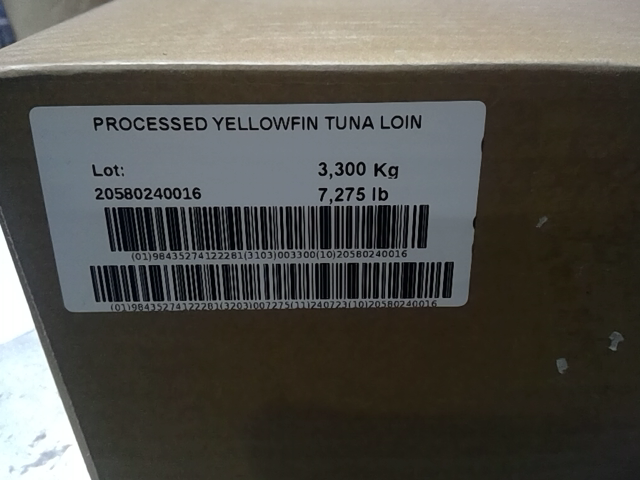 PROCESSED YELLOWFIN TUNA LOIN
Lot: 3,300 Kg
20580240016 7,275 lb
(01)98435274122281(3103)003300(10)20580240016
(01)98435274122281(3203)007275(11)240723(10)20580240016